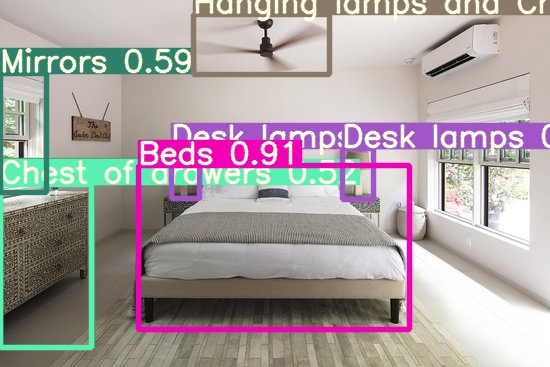 Hanging lamps and Ch
Mirrors 0.59
The
Desk lamps
Desk lamps 0
Beds 0.91
Chest of drawers 0.52